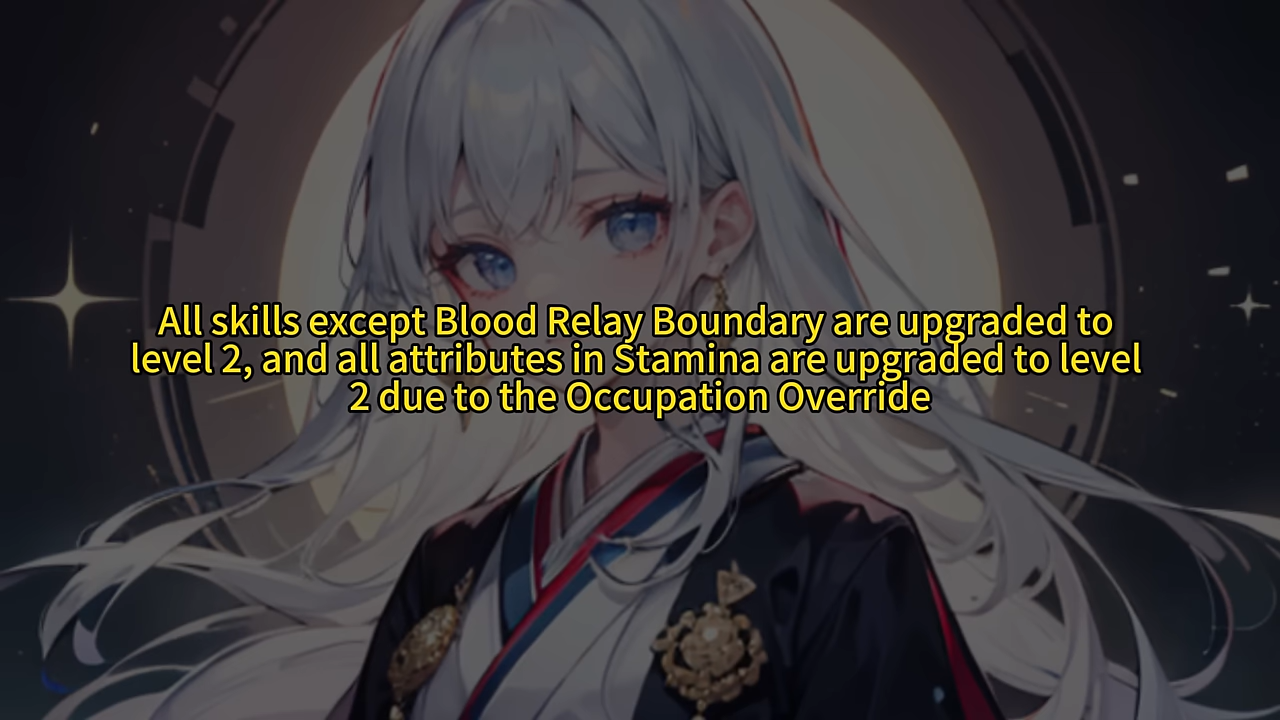 All skills except Blood Relay Boundary are upgraded to
level 2, and all attributes in Stamina are upgraded to level
2 due to the Occupation Override